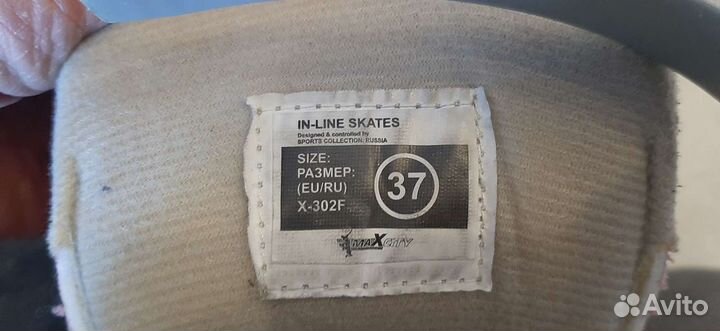 IN-LINE SKATES
Designed & controlled by
SPORTS COLLECTION, RUSSIA
SIZE:
РАЗМЕР:
(EU/RU)
37
X-302F
MAXCITY
Avito